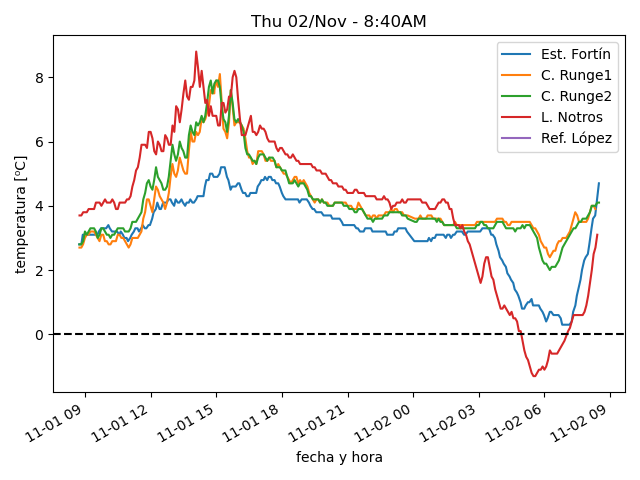 Thu 02/Nov - 8:40AM
Est. Fortín
C. Runge1
C. Runge2
L. Notros
Ref. López
temperatura [ºC]
8
6
4
2
0
11-01 09
11-01 12
11-01 15
11-01 18
11-01 21
11-02 00
11-02 03
11-02 06
11-02 09
fecha y hora